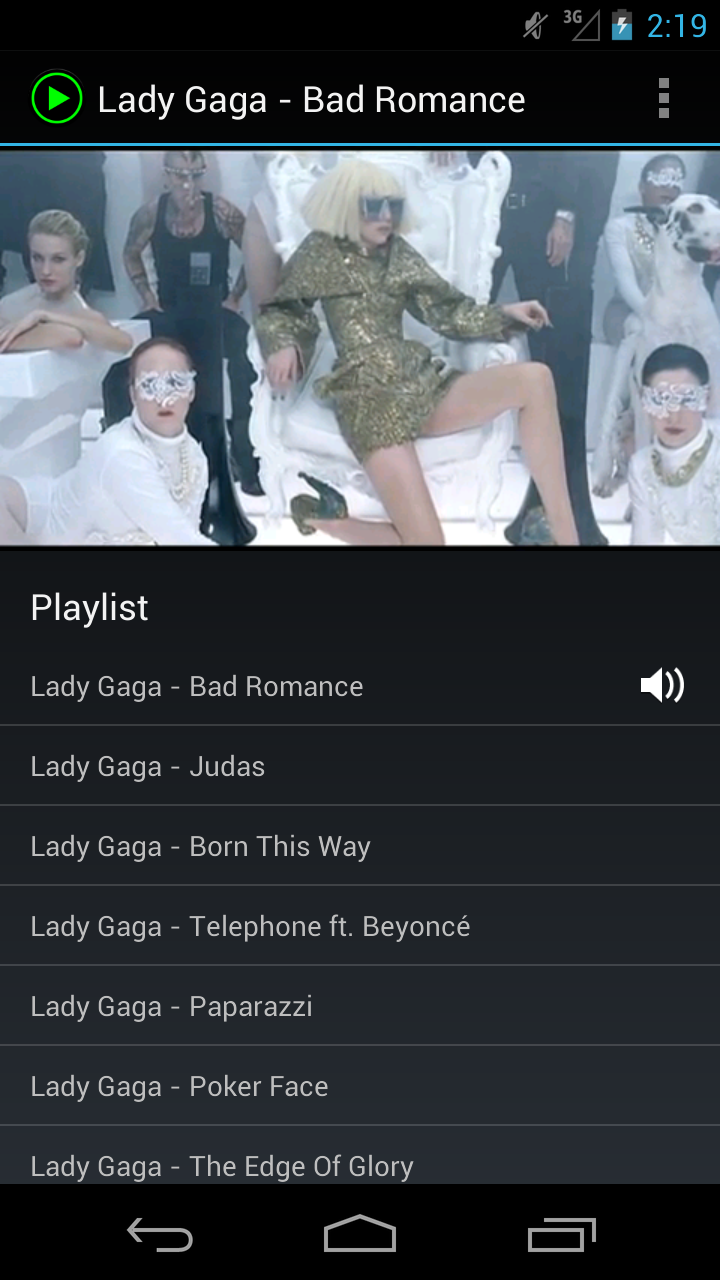 3G 2:19
Lady Gaga - Bad Romance
Playlist
Lady Gaga - Bad Romance
Lady Gaga - Judas
Lady Gaga - Born This Way
Lady Gaga - Telephone ft. Beyoncé
Lady Gaga - Paparazzi
Lady Gaga - Poker Face
Lady Gaga - The Edge Of Glory